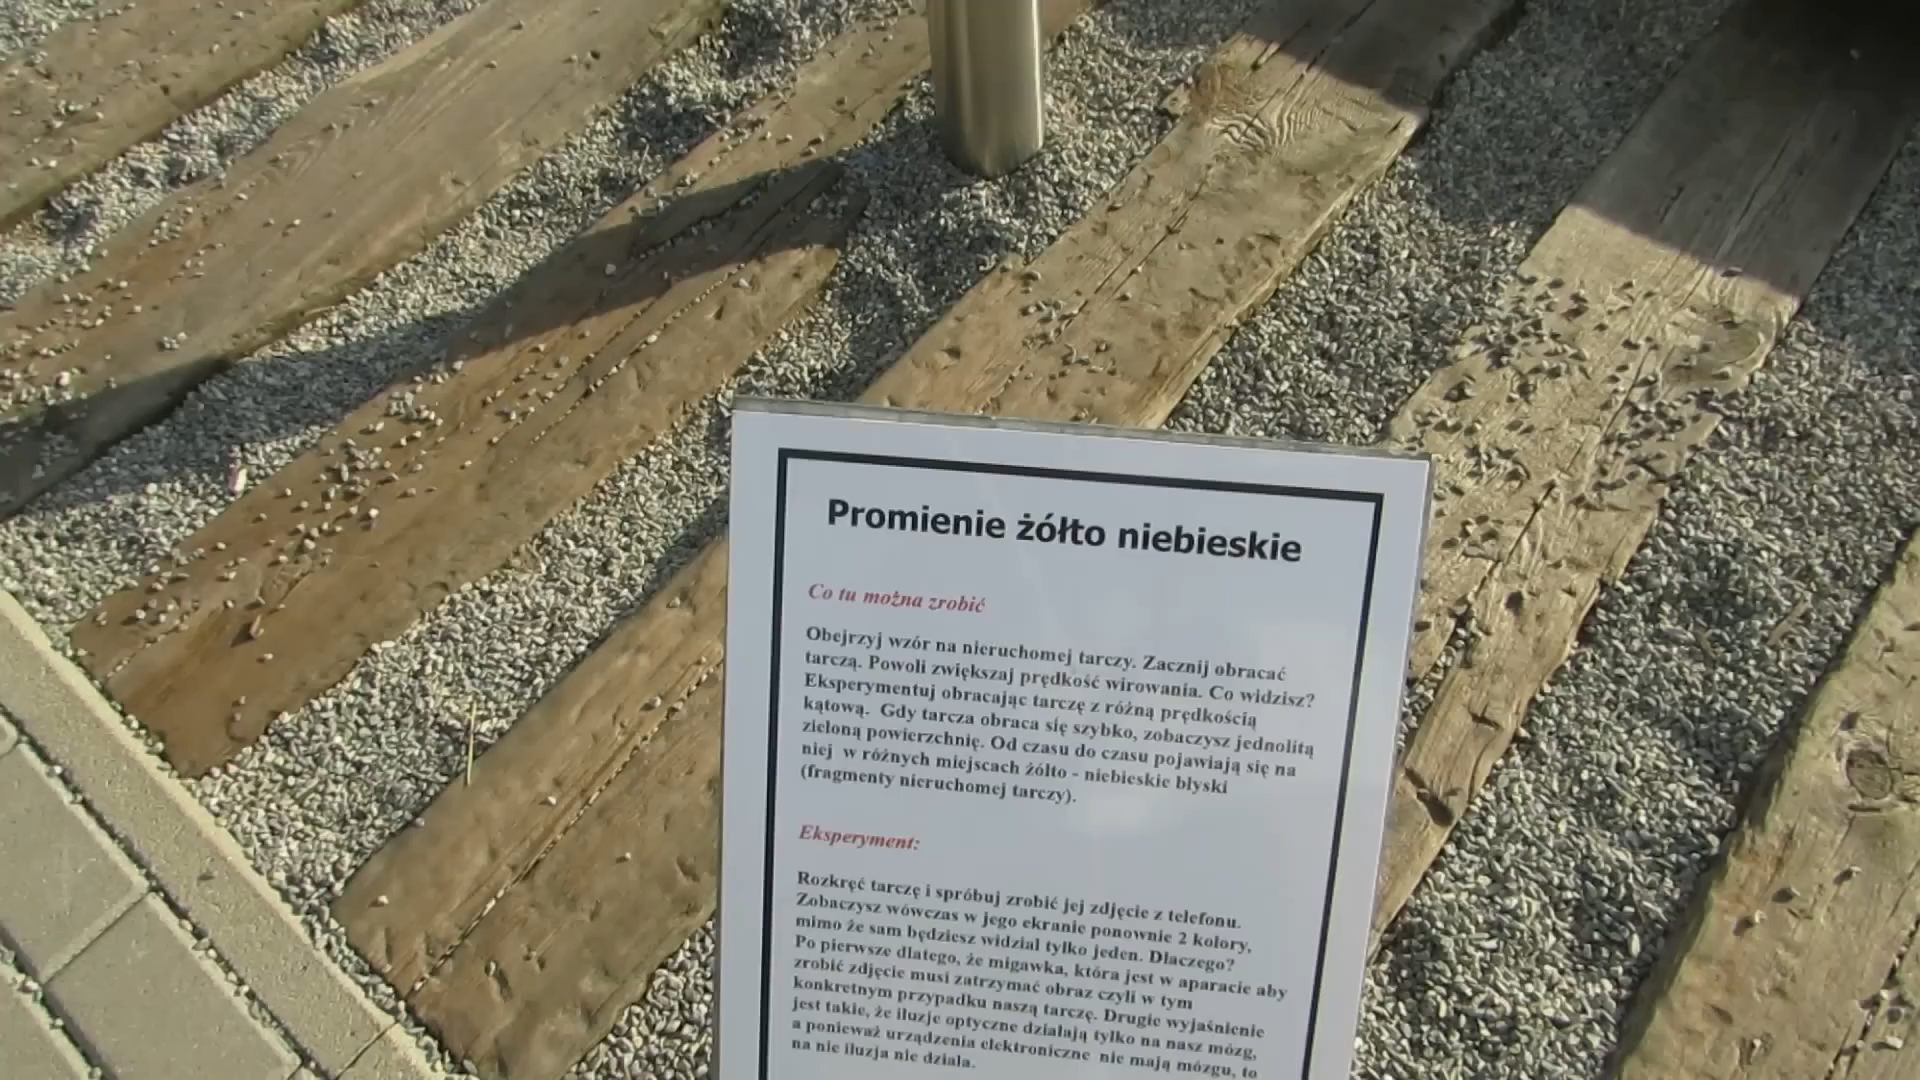 Promienie żółto niebieskie
Co tu można zrobić
Obejrzyj wzór na nieruchomej tarczy. Zacznij obracać
tarczą. Powoli zwiększaj prędkość wirowania. Co widzisz?
Eksperymentuj obracając tarczę z różną prędkością
kątową. Gdy tarcza obraca się szybko, zobaczysz jednolitą
zieloną powierzchnię. Od czasu do czasu pojawiają się na
niej w różnych miejscach żółto - niebieskie błyski
(fragmenty nieruchomej tarczy).
Eksperyment:
Rozkręć tarczę i spróbuj zrobić jej zdjęcie z telefonu.
Zobaczysz wówczas w jego ekranie ponownie 2 kolory,
mimo że sam będziesz widział tylko jeden. Dlaczego?
Po pierwsze dlatego, że migawka, która jest w aparacie aby
zrobić zdjęcie musi zatrzymać obraz czyli w tym
konkretnym przypadku naszą tarczę. Drugie wyjaśnienie
jest takie, że iluzje optyczne działają tylko na nasz mózg,
a ponieważ urządzenia elektroniczne nie mają mózgu, to
na nie iluzja nie działa.